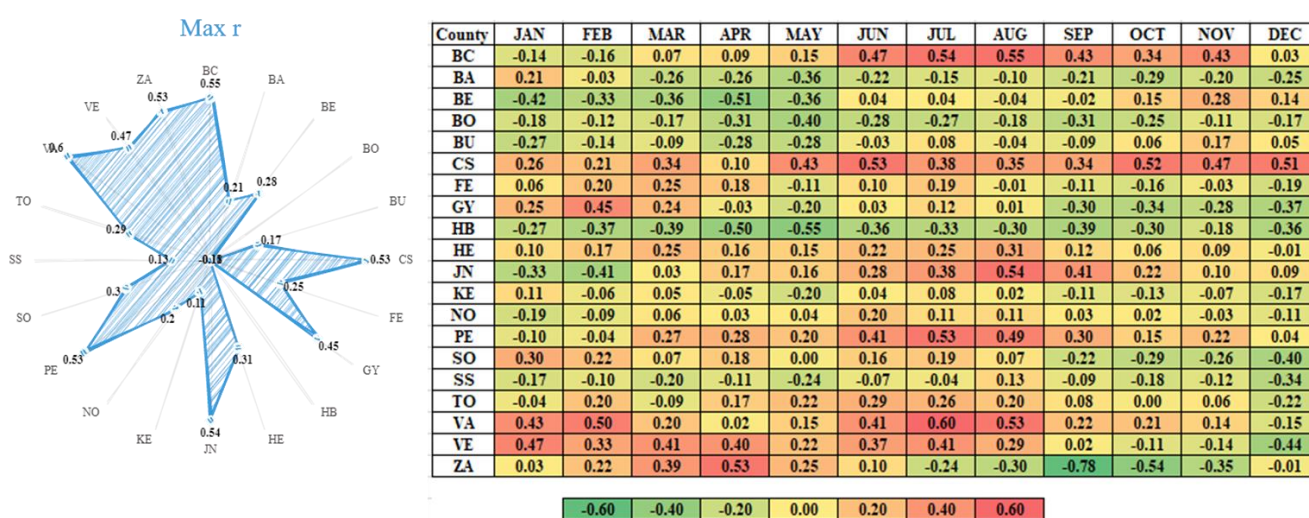 Max r
BC
0.55
ZA
0.53
BA
VE
0.47
BE
VA
0.6
BO
0.21
0.28
TO
BU
0.29
0.17
SS
0.13
0.53
CS
0.3
0.25
SO
0.11
0.2
FE
0.53
0.31
0.45
PE
GY
NO
HB
0.54
KE
JN
HE
County JAN FEB MAR APR MAY JUN JUL AUG SEP OCT NOV DEC
BC -0.14 -0.16 0.07 0.09 0.15 0.47 0.54 0.55 0.43 0.34 0.43 0.03
BA 0.21 -0.03 -0.26 -0.26 -0.36 -0.22 -0.15 -0.10 -0.21 -0.29 -0.20 -0.25
BE -0.42 -0.33 -0.36 -0.51 -0.36 0.04 0.04 -0.04 -0.02 0.15 0.28 0.14
BO -0.28 -0.12 -0.17 -0.31 -0.40 -0.28 -0.27 -0.18 -0.31 -0.25 -0.11 -0.17
BU -0.27 -0.14 -0.09 -0.28 -0.28 -0.03 0.08 -0.04 -0.09 0.06 0.17 0.05
CS 0.26 0.21 0.34 0.10 0.43 0.53 0.38 0.35 0.34 0.52 0.47 0.51
FE 0.06 0.20 0.25 0.18 -0.11 0.10 0.19 -0.01 -0.11 -0.16 -0.03 -0.19
GY 0.25 0.45 0.24 -0.03 -0.20 0.03 0.12 0.01 -0.30 -0.34 -0.28 -0.37
HB -0.27 -0.37 -0.39 -0.50 -0.55 -0.36 -0.33 -0.30 -0.39 -0.30 -0.18 -0.36
HE 0.10 0.17 0.25 0.16 0.15 0.22 0.25 0.31 0.12 0.06 0.09 -0.01
JN -0.33 -0.41 0.03 0.17 0.16 0.28 0.38 0.54 0.41 0.22 0.10 0.09
KE 0.11 -0.06 0.05 -0.05 -0.20 0.04 0.08 0.02 -0.11 -0.13 -0.07 -0.17
NO -0.19 -0.09 0.06 0.03 0.04 0.20 0.11 0.11 0.03 0.02 -0.03 -0.11
PE -0.10 -0.04 0.27 0.28 0.20 0.41 0.53 0.49 0.30 0.15 0.22 0.04
SO 0.30 0.22 0.07 0.18 0.00 0.16 0.19 0.07 -0.22 -0.29 -0.26 -0.40
SS -0.17 -0.10 -0.20 -0.11 -0.24 -0.07 -0.04 0.13 -0.09 -0.18 -0.12 -0.34
TO -0.04 0.20 -0.09 0.17 0.22 0.29 0.26 0.20 0.08 0.00 0.06 -0.22
VA 0.43 0.50 0.20 0.02 0.15 0.41 0.60 0.53 0.22 0.21 0.14 -0.15
VE 0.47 0.33 0.41 0.40 0.22 0.37 0.41 0.29 0.02 -0.11 -0.14 -0.44
ZA 0.03 0.22 0.39 0.53 0.25 0.10 -0.24 -0.30 -0.78 -0.54 -0.35 -0.01
-0.60 -0.40 -0.20 0.00 0.20 0.40 0.60